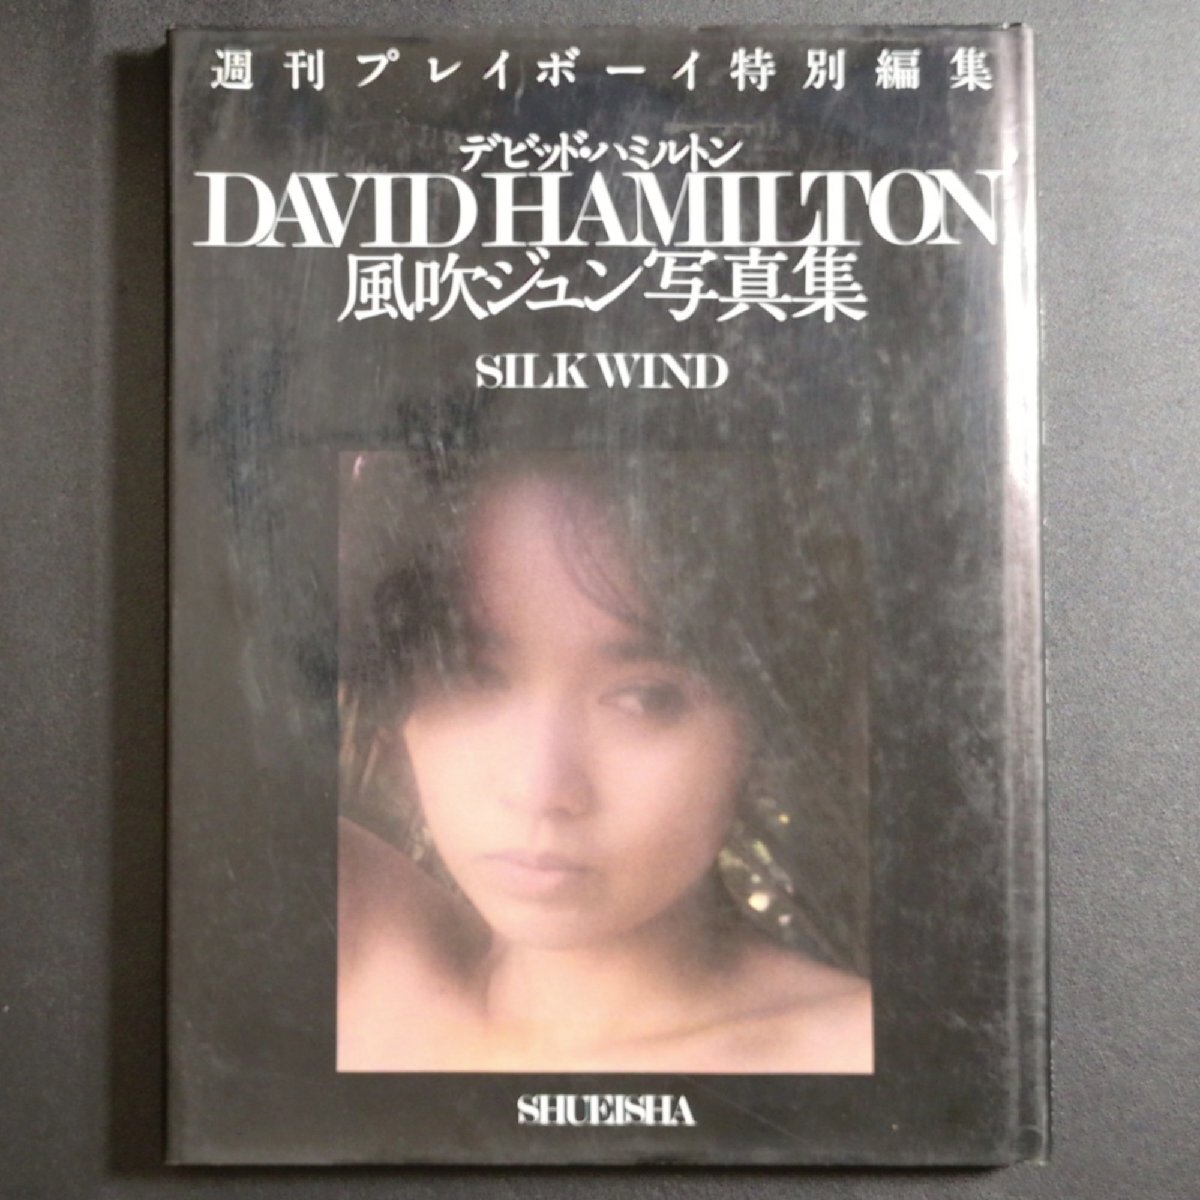 週刊プレイボーイ特別編集
デビッド・ハミルトン
DAVID HAMILTON
風吹ジュン写真集
SILK WIND
SHUEISHA